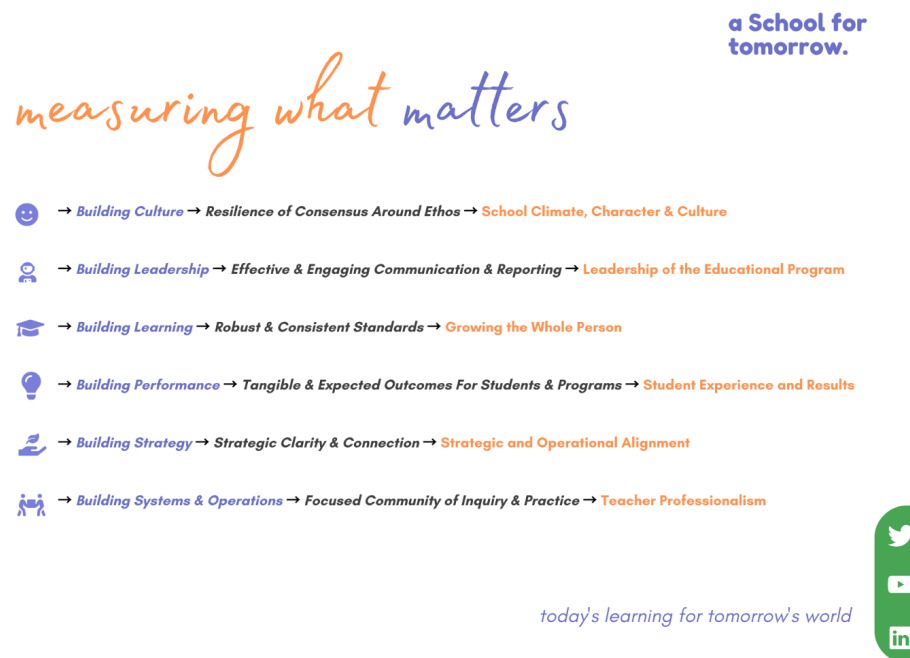 a School for
tomorrow.
measuring what matters
→ Building Culture → Resilience of Consensus Around Ethos → School Climate, Character & Culture
→ Building Leadership → Effective & Engaging Communication & Reporting → Leadership of the Educational Program
→ Building Learning → Robust & Consistent Standards → Growing the Whole Person
→ Building Performance → Tangible & Expected Outcomes For Students & Programs → Student Experience and Results
→ Building Strategy → Strategic Clarity & Connection → Strategic and Operational Alignment
→ Building Systems & Operations → Focused Community of Inquiry & Practice → Teacher Professionalism
today's learning for tomorrow's world
in